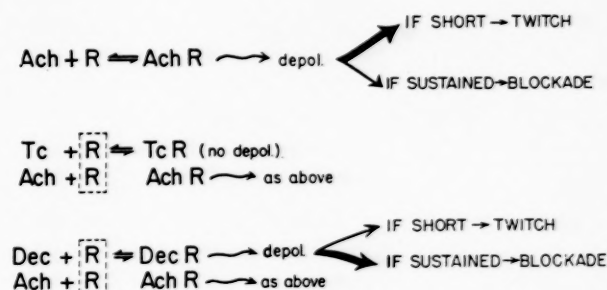 IF SHORT → TWITCH
Ach + R ⇌ Ach R ⟿ depol.
IF SUSTAINED → BLOCKADE
Tc + R ⇌ Tc R (no depol.)
Ach + R Ach R ⟿ as above
IF SHORT → TWITCH
Dec + R ⇌ Dec R ⟿ depol.
IF SUSTAINED → BLOCKADE
Ach + R Ach R ⟿ as above